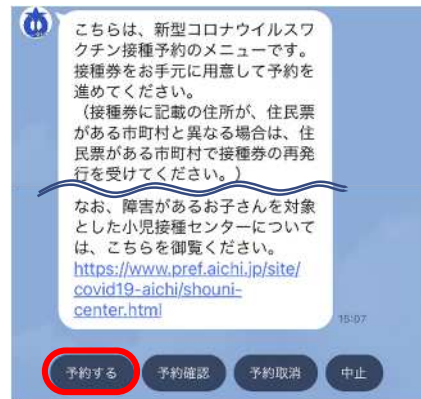 こちらは、新型コロナウイルスワ
クチン接種予約のメニューです。
接種券をお手元に用意して予約を
進めてください。
（接種券に記載の住所が、住民票
がある市町村と異なる場合は、住
民票がある市町村で接種券の再発
行を受けてください。）
なお、障害があるお子さんを対象
とした小児接種センターについて
は、こちらを御覧ください。
https://www.pref.aichi.jp/site/
covid19-aichi/shouni-
center.html
15:07
予約する 予約確認 予約取消 中止